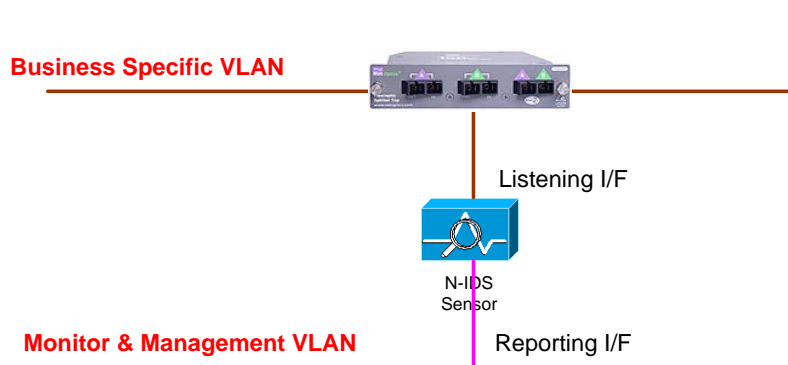 Business Specific VLAN
Listening I/F
N-IDS
Sensor
Monitor & Management VLAN
Reporting I/F